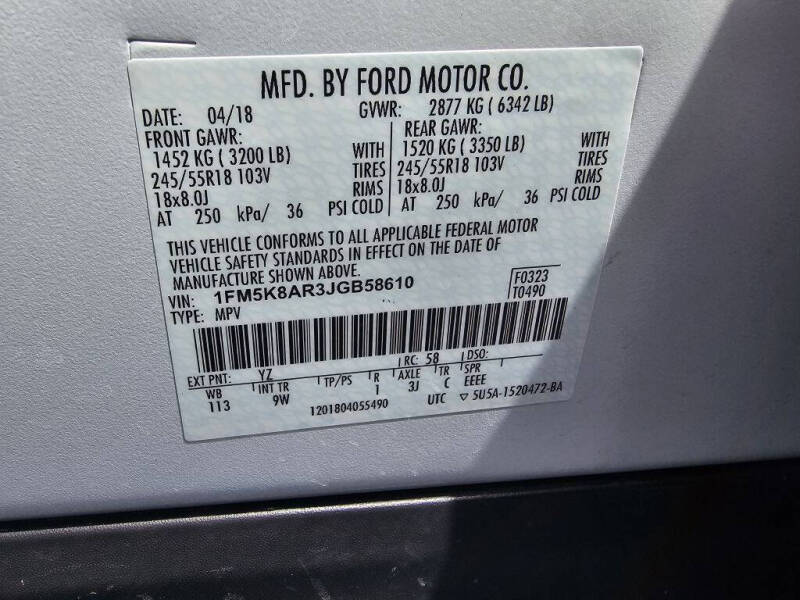 MFD. BY FORD MOTOR CO.
DATE: 04/18 GVWR: 2877 KG ( 6342 LB)
FRONT GAWR: REAR GAWR:
1452 KG ( 3200 LB) WITH 1520 KG ( 3350 LB) WITH
245/55R18 103V TIRES 245/55R18 103V TIRES
18x8.0J RIMS 18x8.0J RIMS
AT 250 kPa/ 36 PSI COLD AT 250 kPa/ 36 PSI COLD
THIS VEHICLE CONFORMS TO ALL APPLICABLE FEDERAL MOTOR
VEHICLE SAFETY STANDARDS IN EFFECT ON THE DATE OF
MANUFACTURE SHOWN ABOVE.
VIN: 1FM5K8AR3JGB58610 F0323
TYPE: MPV T0490
EXT PNT: YZ RC: 58 DSO:
WB INT TR TP/PS R AXLE TR SPR
113 9W 1 3J C EEEE
1201804055490 UTC ▽ 5U5A-1520472-BA